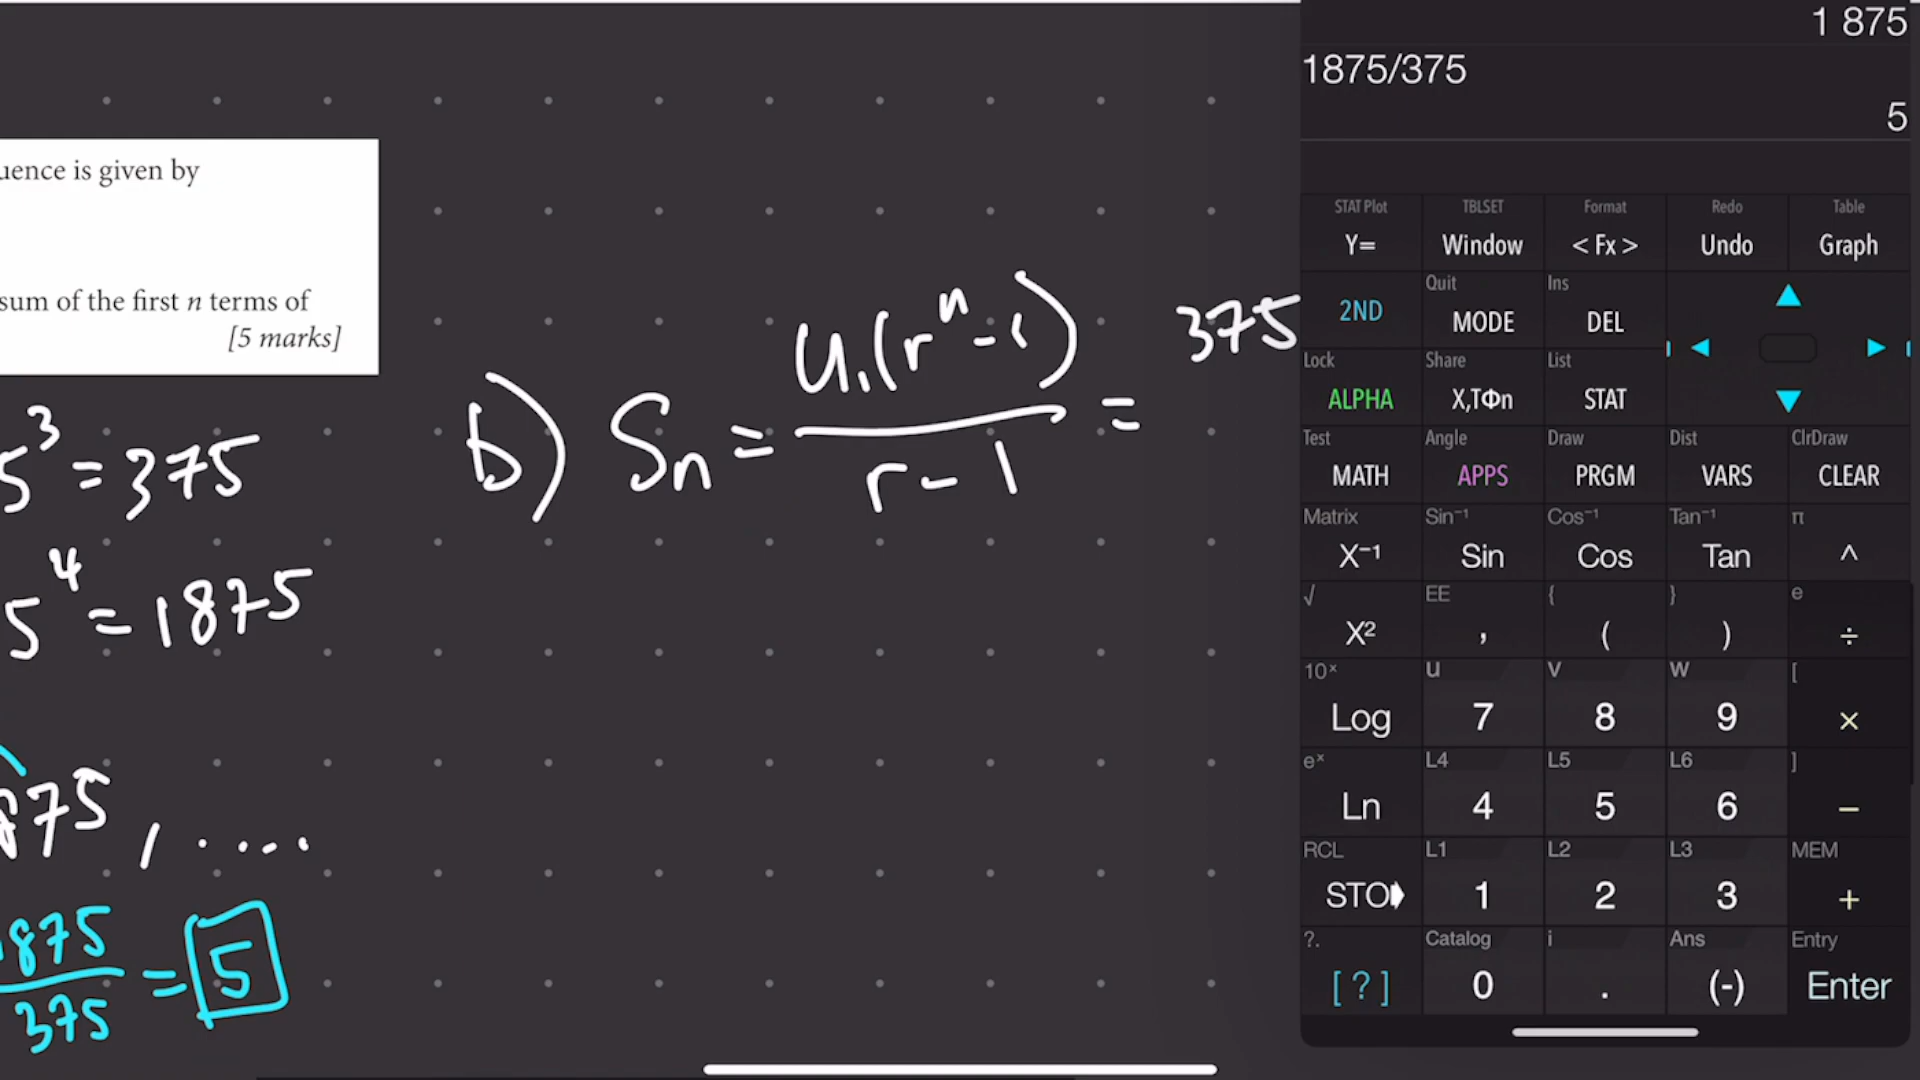 1 875
1875/375
5
uence is given by
sum of the first n terms of
[5 marks]
5³ = 375
5⁴ = 1875
875, .....
1875/375 = 5
b) Sn = u₁(rⁿ-1)/r-1 = 375
STAT Plot TBLSET Format Redo Table
Y= Window < Fx > Undo Graph
Quit Ins
2ND MODE DEL
Lock Share List
ALPHA X,TΦn STAT
Test Angle Draw Dist ClrDraw
MATH APPS PRGM VARS CLEAR
Matrix Sin⁻¹ Cos⁻¹ Tan⁻¹ π
X⁻¹ Sin Cos Tan ^
√ EE { } e
X² , ( ) ÷
10ˣ u v w [
Log 7 8 9 ×
eˣ L4 L5 L6 ]
Ln 4 5 6 −
RCL L1 L2 L3 MEM
STO 1 2 3 +
?. Catalog i Ans Entry
[ ? ] 0 . (-) Enter